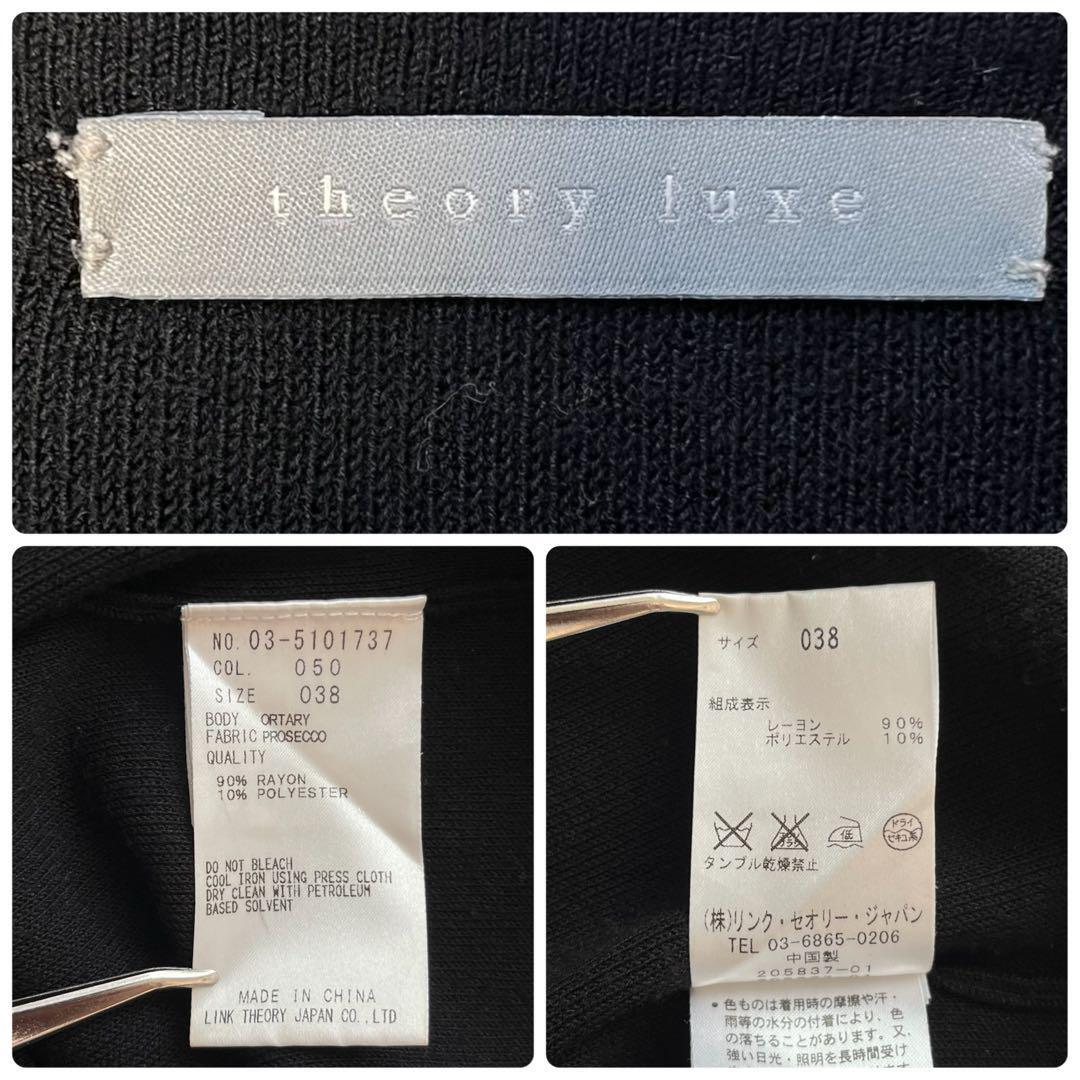 theory luxe
NO. 03-5101737
COL. 050
SIZE 038
BODY ORTARY
FABRIC PROSECCO
QUALITY
90% RAYON
10% POLYESTER
DO NOT BLEACH
COOL IRON USING PRESS CLOTH
DRY CLEAN WITH PETROLEUM
BASED SOLVENT
MADE IN CHINA
LINK THEORY JAPAN CO.,LTD
サイズ 038
組成表示
レーヨン 90%
ポリエステル 10%
低 ドライ セキユ系
タンブル乾燥禁止
(株)リンク・セオリー・ジャパン
TEL 03-6865-0206
中国製
205837-01
• 色ものは着用時の摩擦や汗・
雨等の水分の付着により、色
の落ちることがあります。又、
強い日光・照明を長時間受け